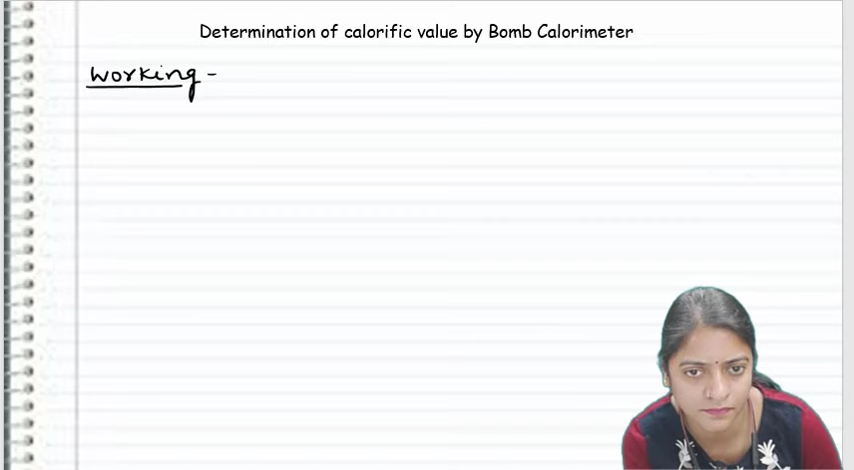 Determination of calorific value by Bomb Calorimeter
Working -